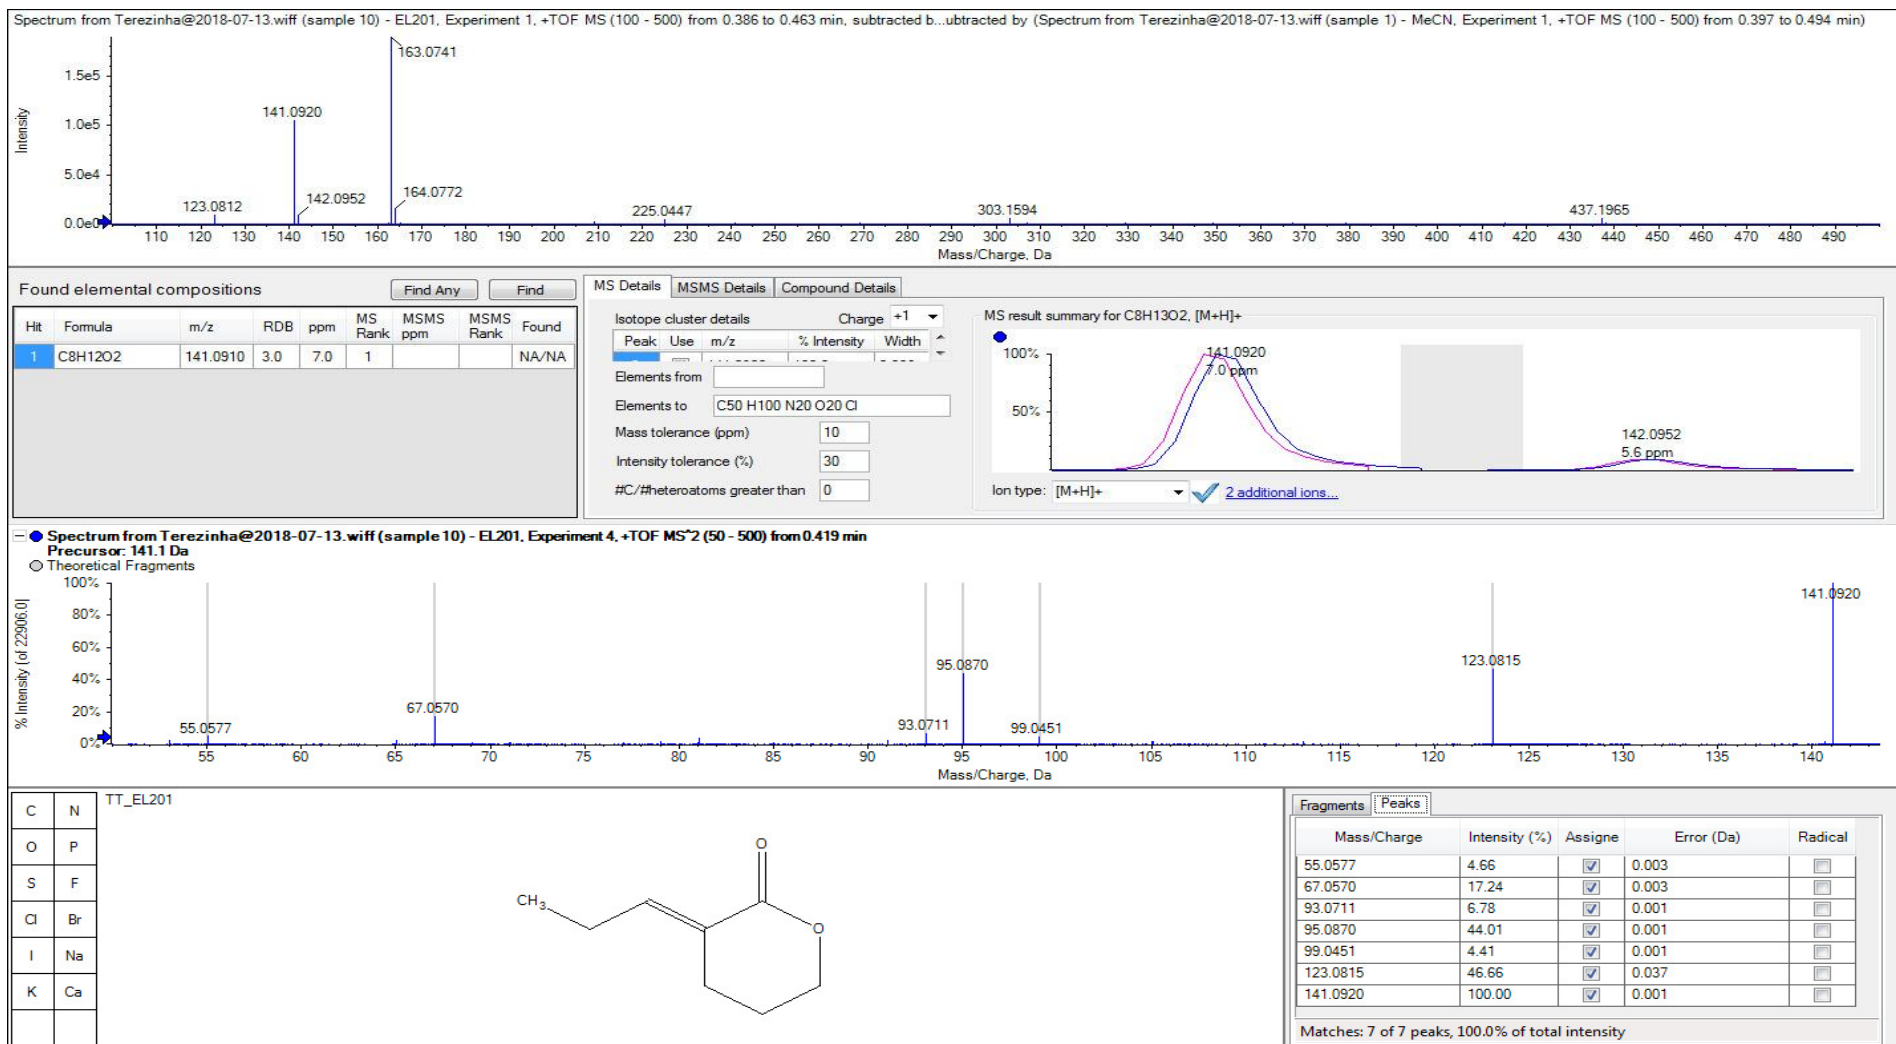 Spectrum from Terezinha@2018-07-13.wiff (sample 10) - EL201, Experiment 1, +TOF MS (100 - 500) from 0.386 to 0.463 min, subtracted b...ubtracted by (Spectrum from Terezinha@2018-07-13.wiff (sample 1) - MeCN, Experiment 1, +TOF MS (100 - 500) from 0.397 to 0.494 min)
163.0741
1.5e5
141.0920
1.0e5
Intensity
5.0e4
164.0772
142.0952
123.0812
225.0447
303.1594
437.1965
0.0e0
110 120 130 140 150 160 170 180 190 200 210 220 230 240 250 260 270 280 290 300 310 320 330 340 350 360 370 380 390 400 410 420 430 440 450 460 470 480 490
Mass/Charge, Da
Found elemental compositions Find Any Find
Hit Formula m/z RDB ppm MS Rank MSMS ppm MSMS Rank Found
1 C8H12O2 141.0910 3.0 7.0 1 NA/NA
MS Details MSMS Details Compound Details
Isotope cluster details Charge +1
Peak Use m/z % Intensity Width
Elements from
Elements to C50 H100 N20 O20 Cl
Mass tolerance (ppm) 10
Intensity tolerance (%) 30
#C/#heteroatoms greater than 0
MS result summary for C8H13O2, [M+H]+
100%
141.0920
7.0 ppm
50%
142.0952
5.6 ppm
Ion type: [M+H]+ 2 additional ions...
Spectrum from Terezinha@2018-07-13.wiff (sample 10) - EL201, Experiment 4, +TOF MS^2 (50 - 500) from 0.419 min
Precursor: 141.1 Da
Theoretical Fragments
100%
141.0920
80%
60%
95.0870
123.0815
40%
67.0570
20%
93.0711
99.0451
55.0577
0%
% Intensity (of 22906.0)
55 60 65 70 75 80 85 90 95 100 105 110 115 120 125 130 135 140
Mass/Charge, Da
C N
O P
S F
Cl Br
I Na
K Ca
TT_EL201
O
CH3
O
Fragments Peaks
Mass/Charge Intensity (%) Assigne Error (Da) Radical
55.0577 4.66 0.003
67.0570 17.24 0.003
93.0711 6.78 0.001
95.0870 44.01 0.001
99.0451 4.41 0.001
123.0815 46.66 0.037
141.0920 100.00 0.001
Matches: 7 of 7 peaks, 100.0% of total intensity